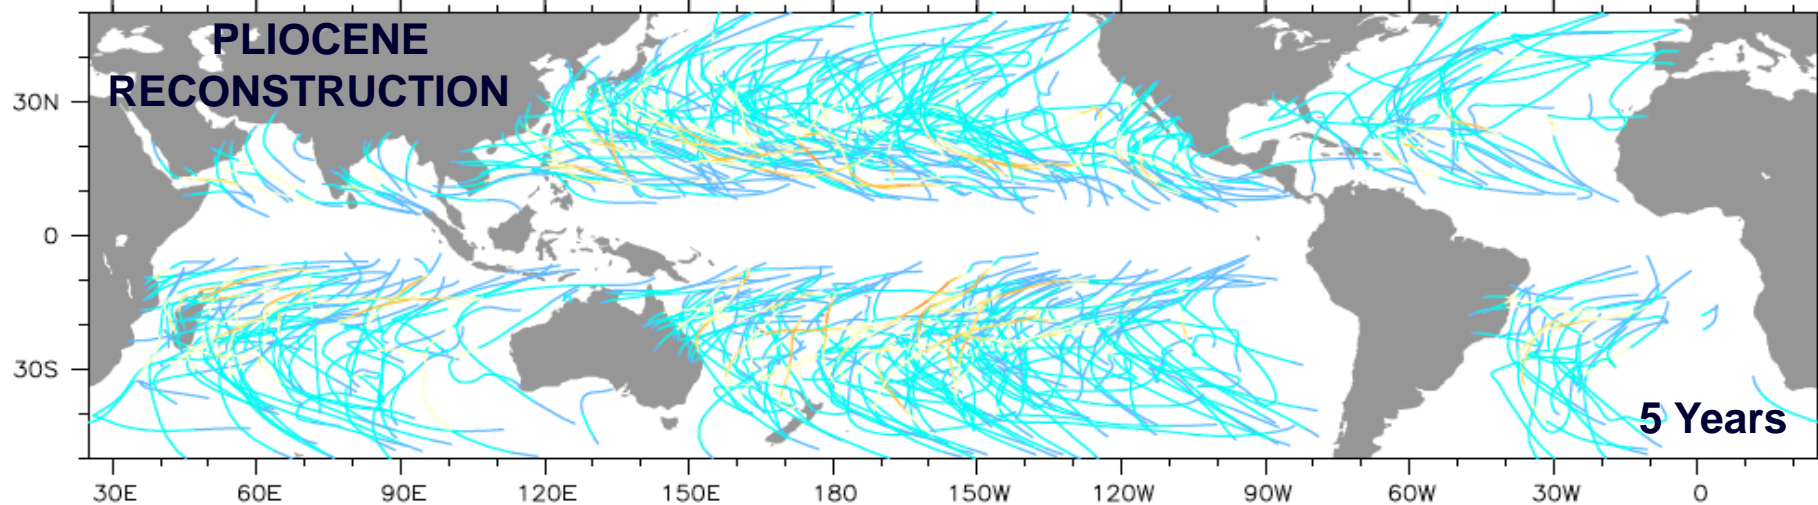 PLIOCENE
RECONSTRUCTION
30N
0
30S
5 Years
30E 60E 90E 120E 150E 180 150W 120W 90W 60W 30W 0